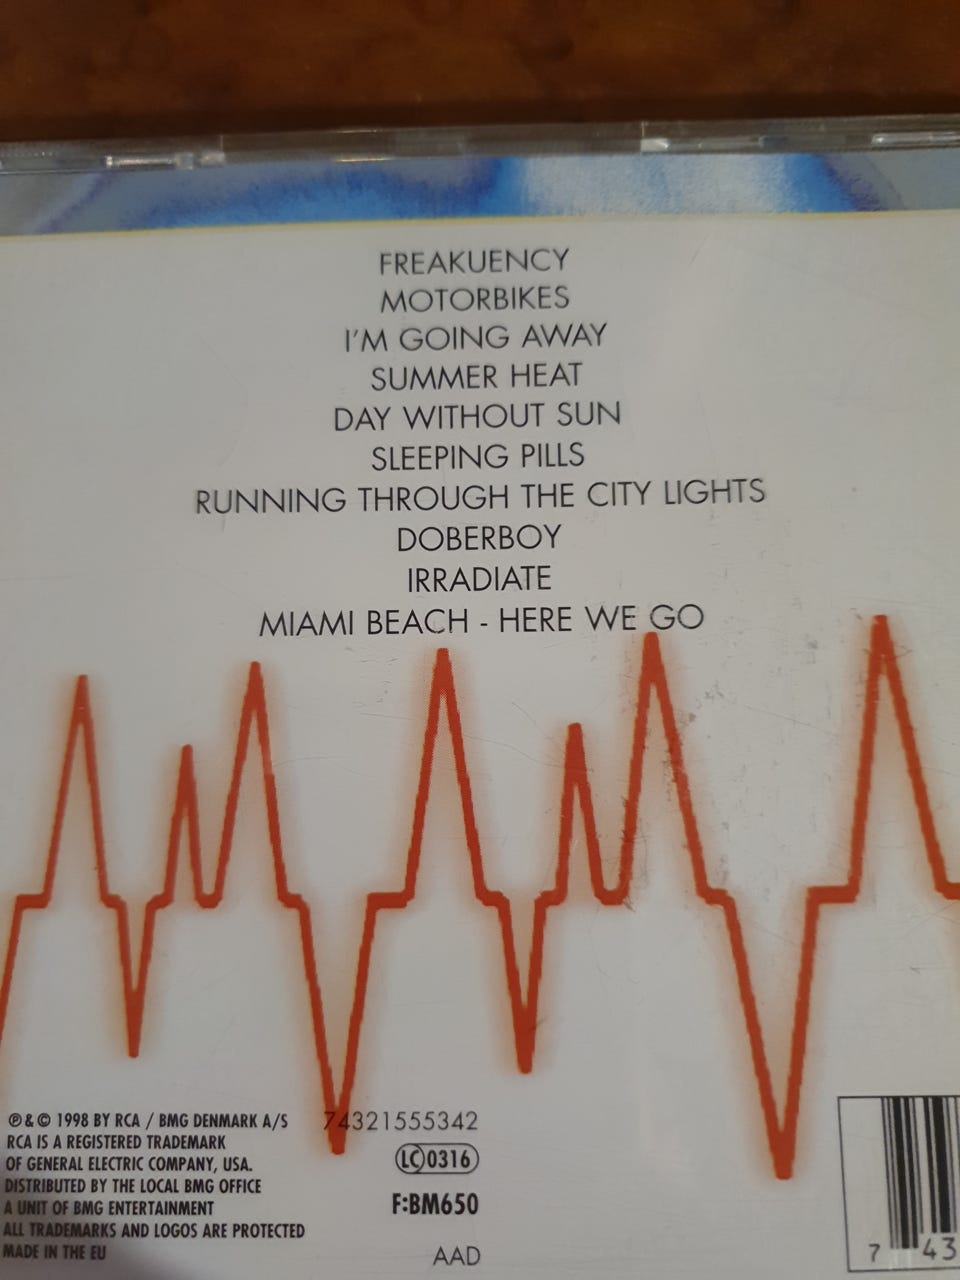 FREAKUENCY
MOTORBIKES
I'M GOING AWAY
SUMMER HEAT
DAY WITHOUT SUN
SLEEPING PILLS
RUNNING THROUGH THE CITY LIGHTS
DOBERBOY
IRRADIATE
MIAMI BEACH - HERE WE GO
℗ & © 1998 BY RCA / BMG DENMARK A/S
RCA IS A REGISTERED TRADEMARK
OF GENERAL ELECTRIC COMPANY, USA.
DISTRIBUTED BY THE LOCAL BMG OFFICE
A UNIT OF BMG ENTERTAINMENT
ALL TRADEMARKS AND LOGOS ARE PROTECTED
MADE IN THE EU
74321555342
LC 0316
F:BM650
AAD
7 43